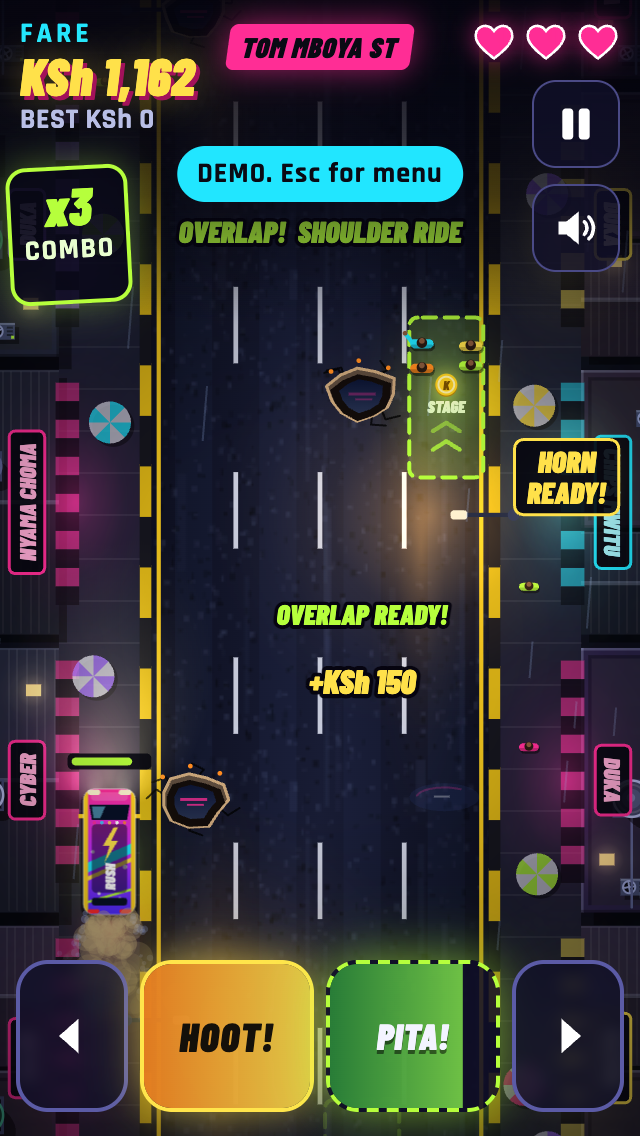 FARE
KSh 1,162
BEST KSh 0
TOM MBOYA ST
DEMO. Esc for menu
OVERLAP! SHOULDER RIDE
x3
COMBO
K
STAGE
NYAMA CHOMA
HORN
READY!
OVERLAP READY!
+KSh 150
CYBER
RUSH
DUKA
HOOT!
PITA!